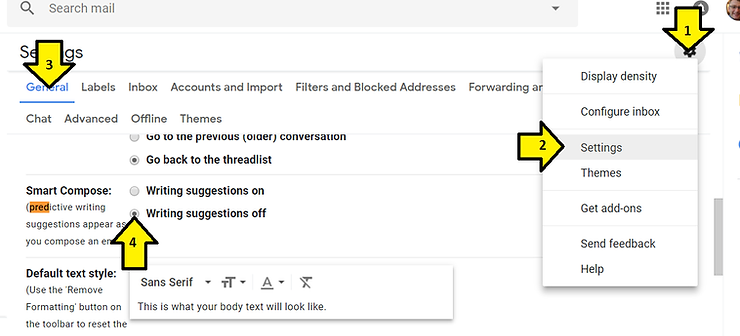 Search mail
1
Settings
3
General Labels Inbox Accounts and Import Filters and Blocked Addresses Forwarding an
Chat Advanced Offline Themes
Go to the previous (older) conversation
Go back to the threadlist
Smart Compose:
(predictive writing
suggestions appear as
you compose an em
Writing suggestions on
Writing suggestions off
4
Default text style:
(Use the 'Remove
Formatting' button on
the toolbar to reset the
Sans Serif
This is what your body text will look like.
Display density
Configure inbox
2
Settings
Themes
Get add-ons
Send feedback
Help